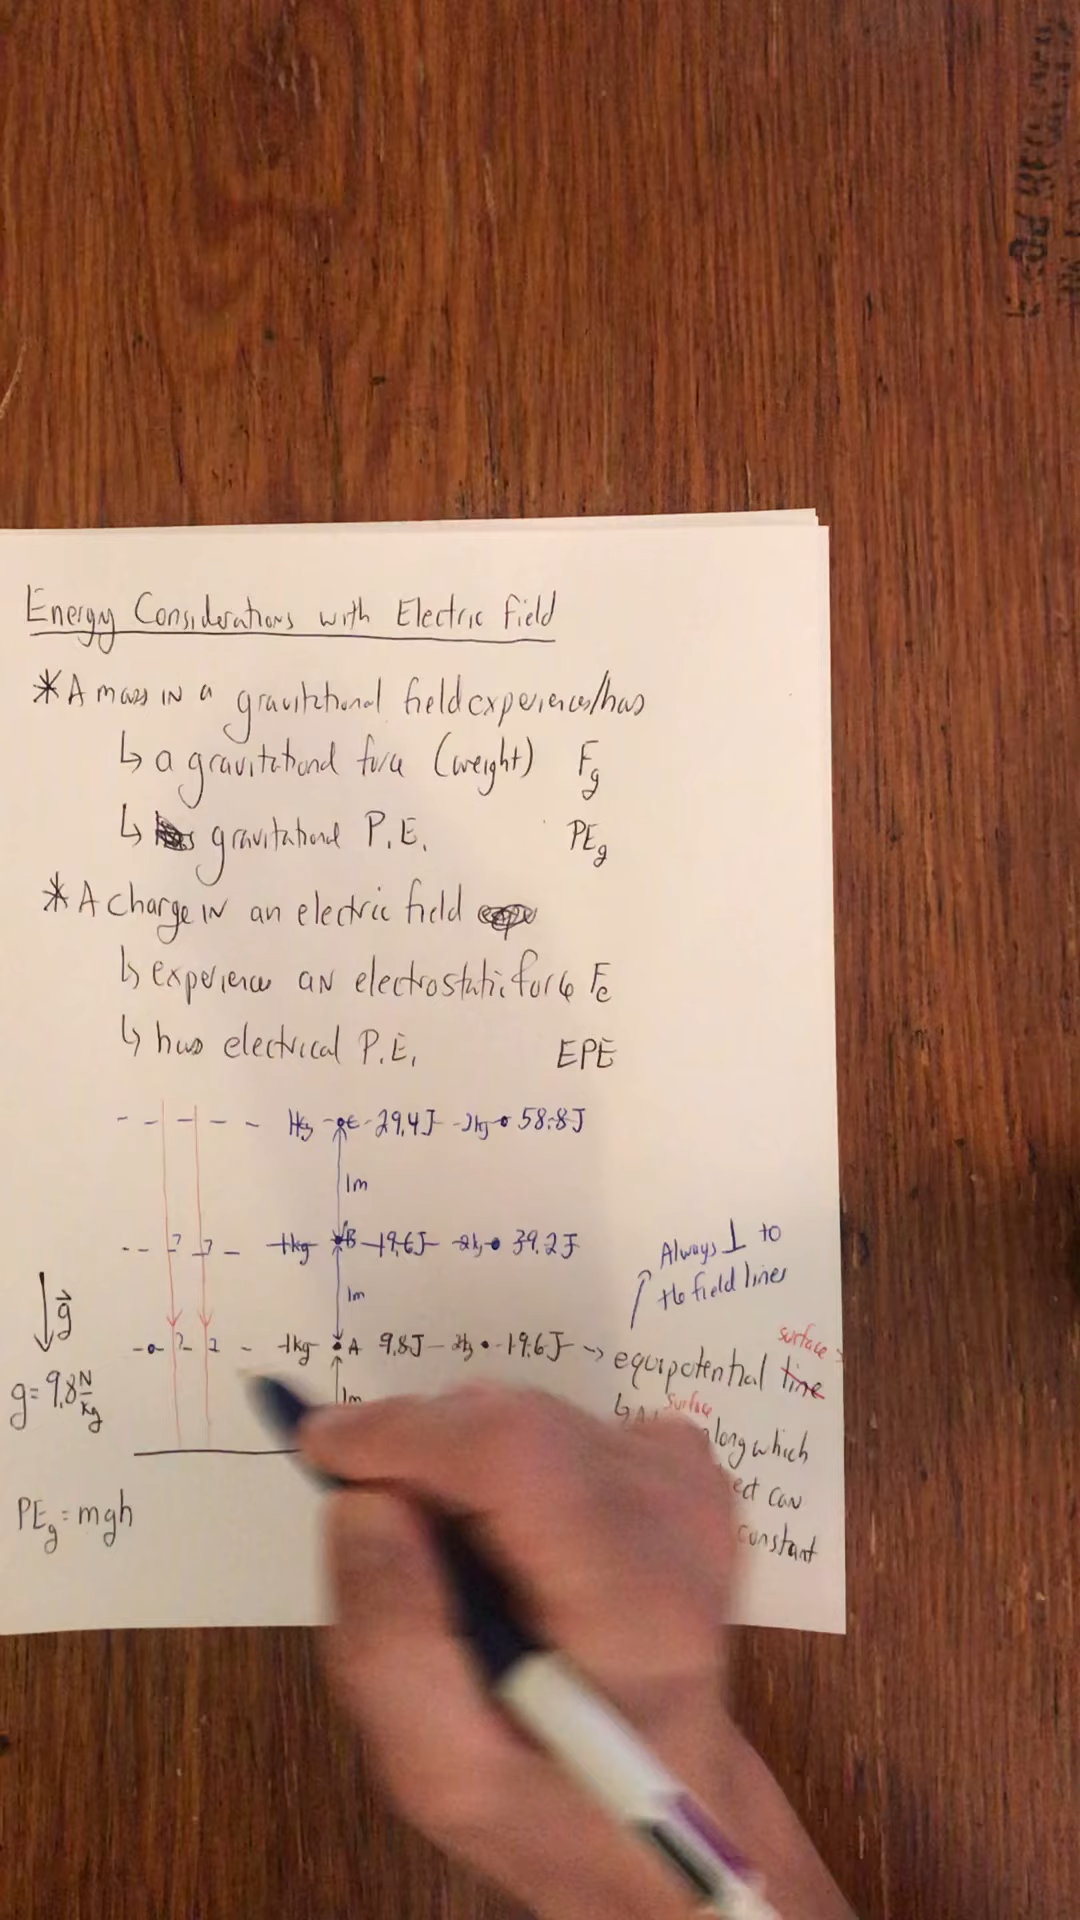 Energy Considerations with Electric Field
* A mass in a gravitational field experiences/has
↳ a gravitational force (weight) Fg
↳ gravitational P.E. PEg
* A charge in an electric field
↳ experience an electrostatic force Fe
↳ has electrical P.E. EPE
1kg C 29.4J 2kg 58.8J
1m
1kg B 19.6J 2kg 39.2J
Always ⊥ to
the field lines
1m
g
1kg A 9.8J 2kg 19.6J → equipotential line
surface
g = 9.8 N/kg
1m
surface
along which
can
constant
PEg = mgh